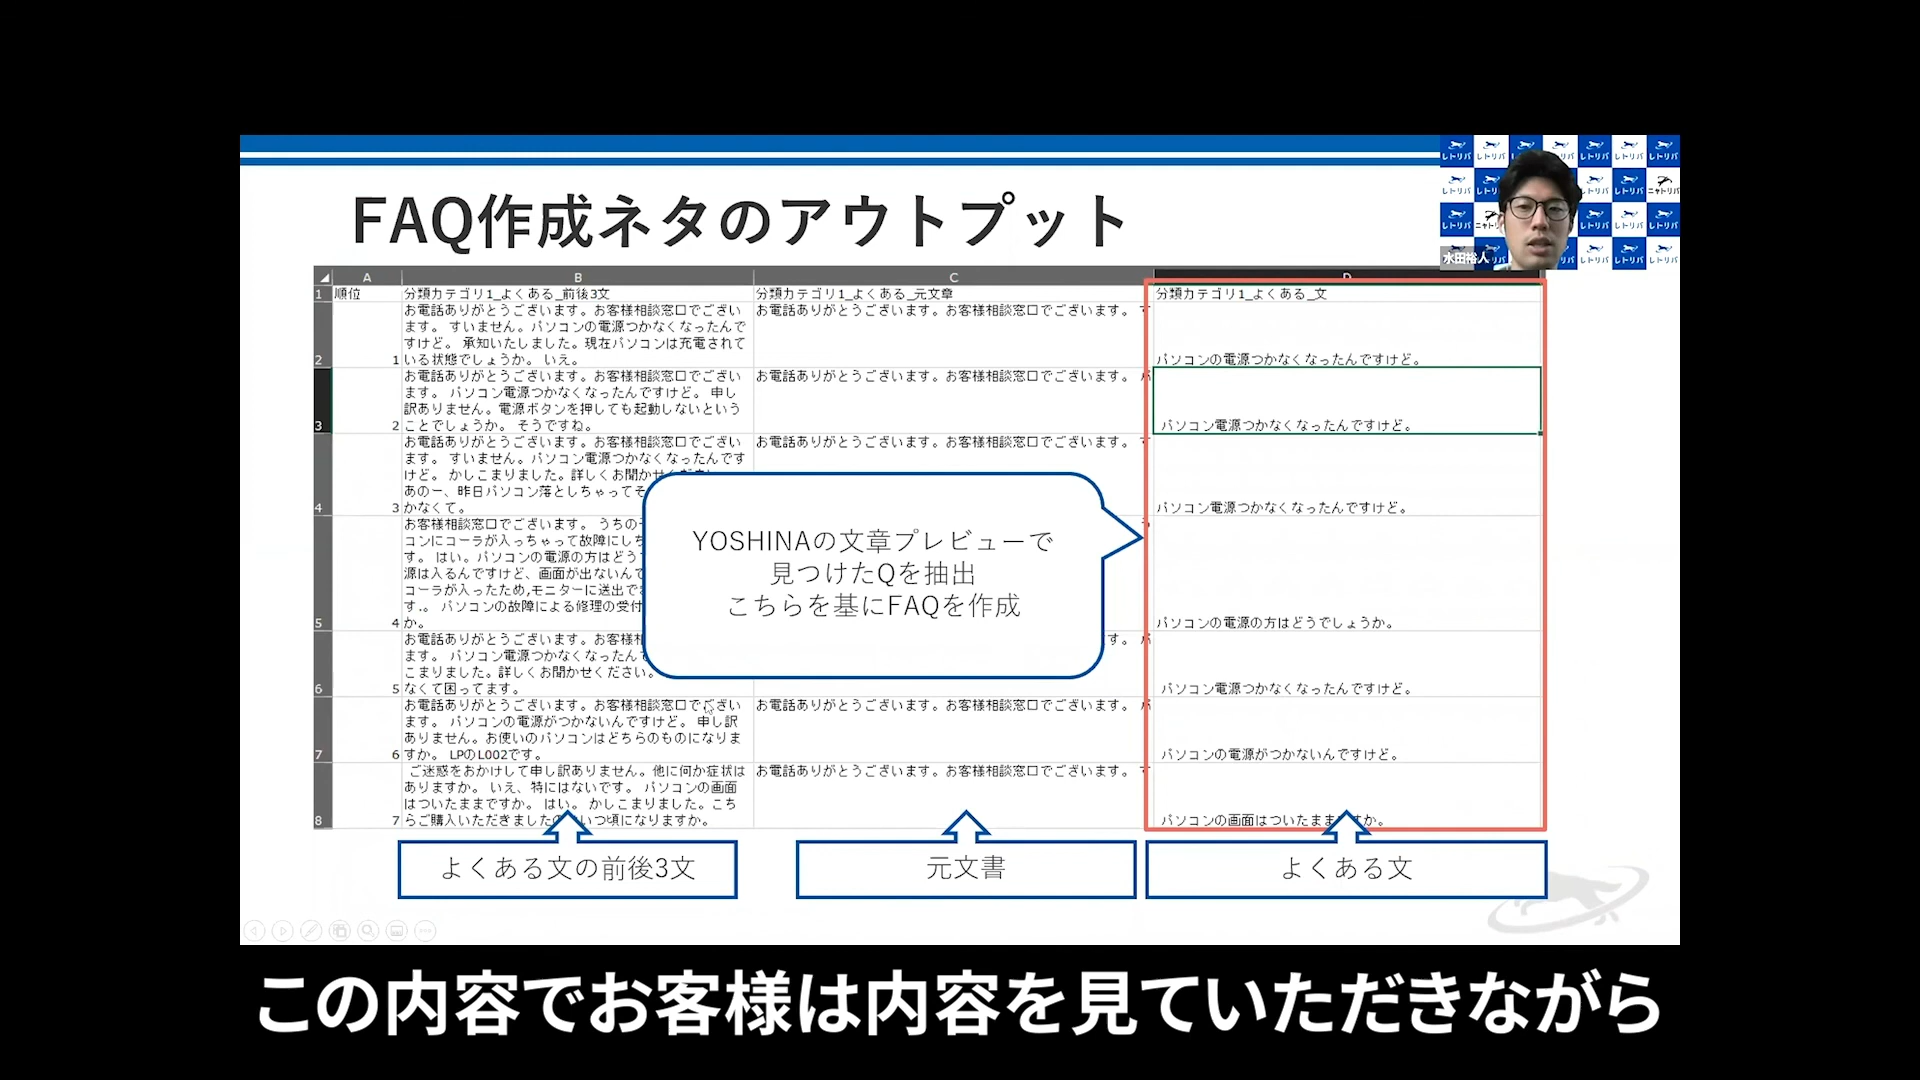 FAQ作成ネタのアウトプット
レトリバ
水田裕人
A
B
C
D
1
順位
分類カテゴリ1_よくある_前後3文
分類カテゴリ1_よくある_元文章
分類カテゴリ1_よくある_文
2
1
お電話ありがとうございます。お客様相談窓口でござい
ます。 すいません。パソコンの電源つかなくなったんで
すけど。 承知いたしました。現在パソコンは充電されて
いる状態でしょうか。 いえ。
お電話ありがとうございます。お客様相談窓口でございます。
パソコンの電源つかなくなったんですけど。
3
2
お電話ありがとうございます。お客様相談窓口でござい
ます。 パソコン電源つかなくなったんですけど。 申し
訳ありません。電源ボタンを押しても起動しないという
ことでしょうか。 そうですね。
お電話ありがとうございます。お客様相談窓口でございます。
パソコン電源つかなくなったんですけど。
4
3
お電話ありがとうございます。お客様相談窓口でござい
ます。 すいません。パソコン電源つかなくなったんです
けど。 かしこまりました。詳しくお聞かせください。
あのー、昨日パソコン落としちゃってそ
かなくて。
お電話ありがとうございます。お客様相談窓口でございます。
パソコン電源つかなくなったんですけど。
5
4
お客様相談窓口でございます。 うちの
コンにコーラが入っちゃって故障にしち
す。 はい。パソコンの電源の方はどう
源は入るんですけど、画面が出ないんで
コーラが入ったため,モニターに送出で
す.。 パソコンの故障による修理の受付
か。
パソコンの電源の方はどうでしょうか。
6
5
お電話ありがとうございます。お客様相
ます。 パソコン電源つかなくなったんで
こまりました。詳しくお聞かせください。
なくて困ってます。
す。
パソコン電源つかなくなったんですけど。
7
6
お電話ありがとうございます。お客様相談窓口でござい
ます。 パソコンの電源がつかないんですけど。 申し訳
ありません。お使いのパソコンはどちらのものになりま
すか。 LPのL002です。
お電話ありがとうございます。お客様相談窓口でございます。
パソコンの電源がつかないんですけど。
8
7
ご迷惑をおかけして申し訳ありません。他に何か症状は
ありますか。 いえ、特にはないです。 パソコンの画面
はついたままですか。 はい。 かしこまりました。こち
らご購入いただきました いつ頃になりますか。
お電話ありがとうございます。お客様相談窓口でございます。
パソコンの画面はついたまま すか。
YOSHINAの文章プレビューで
見つけたQを抽出
こちらを基にFAQを作成
よくある文の前後3文
元文書
よくある文
この内容でお客様は内容を見ていただきながら